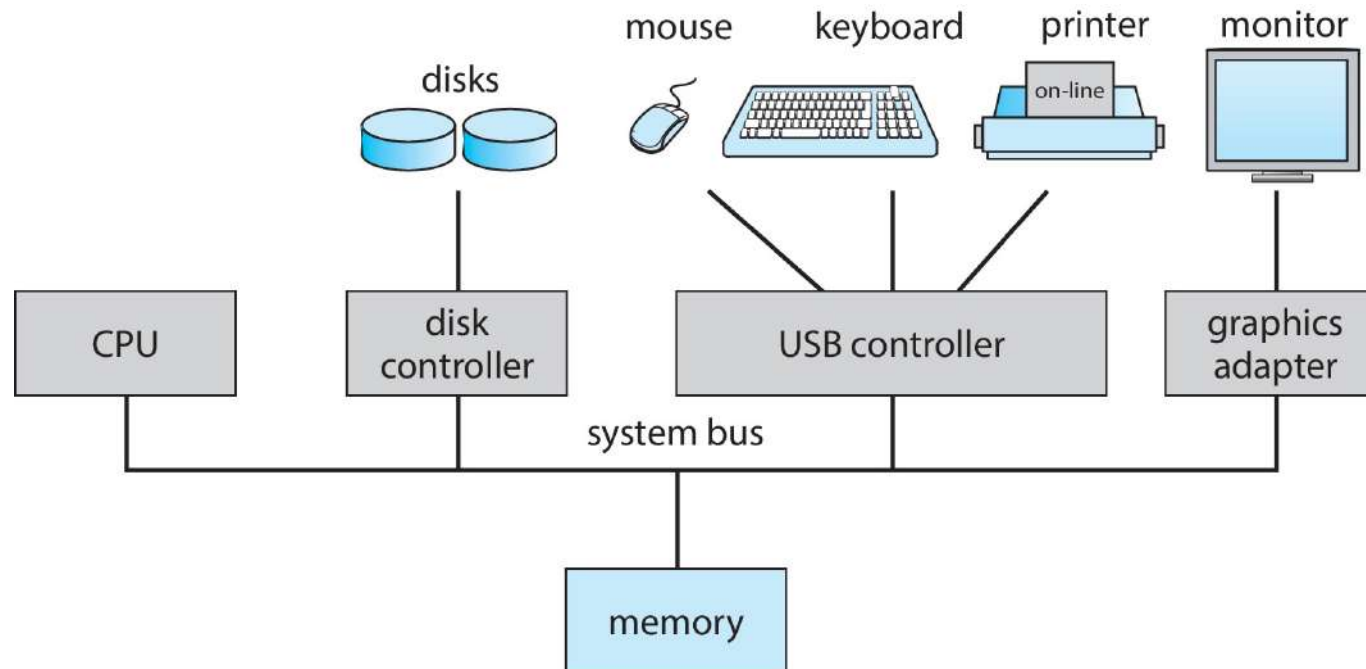 mouse
keyboard
printer
monitor
disks
on-line
CPU
disk
controller
USB controller
graphics
adapter
system bus
memory